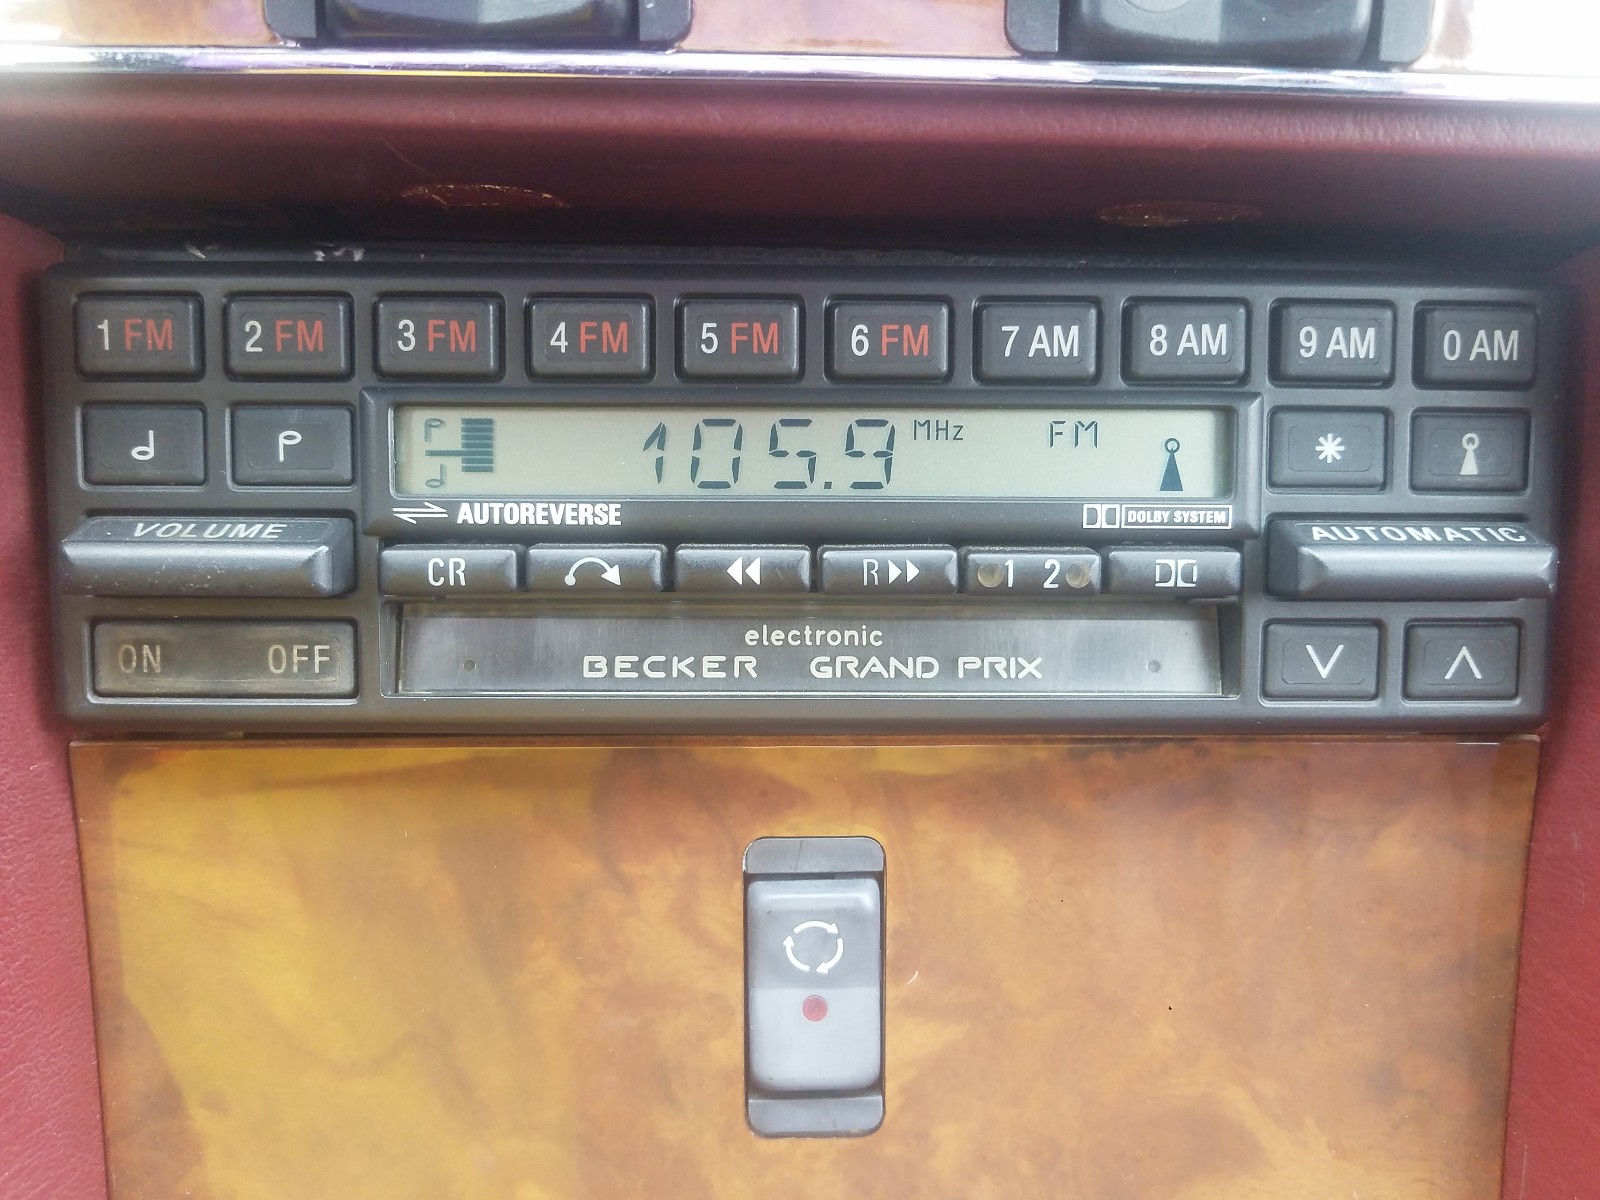 1 FM 2 FM 3 FM 4 FM 5 FM 6 FM 7 AM 8 AM 9 AM 0 AM
105.9 MHz FM
*
VOLUME
AUTOREVERSE
DOLBY SYSTEM
AUTOMATIC
CR R 1 2
ON OFF
electronic
BECKER GRAND PRIX